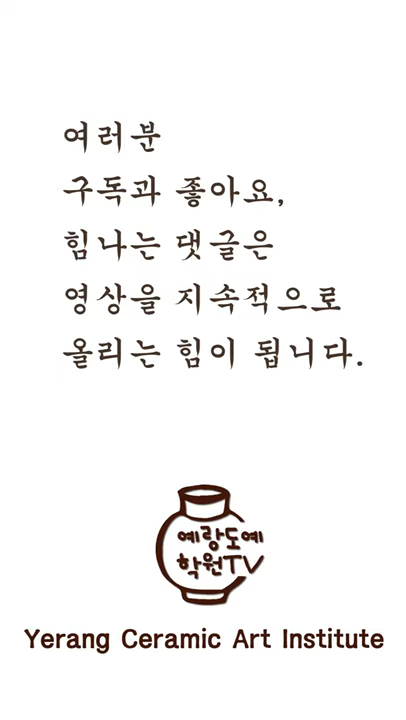 여러분
구독과 좋아요,
힘나는 댓글은
영상을 지속적으로
올리는 힘이 됩니다.
예랑도예
학원TV
Yerang Ceramic Art Institute